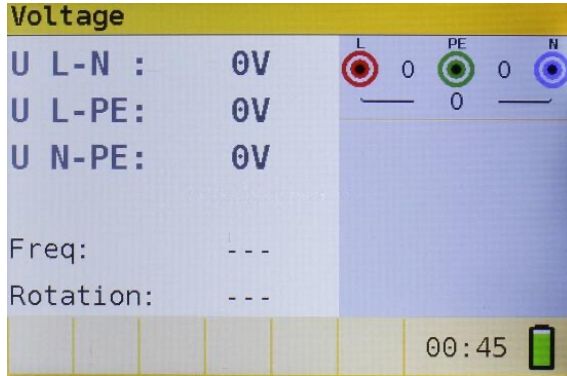 Voltage
U L-N : 0V
U L-PE: 0V
U N-PE: 0V
Freq: ---
Rotation: ---
L PE N
0 0
0
00:45